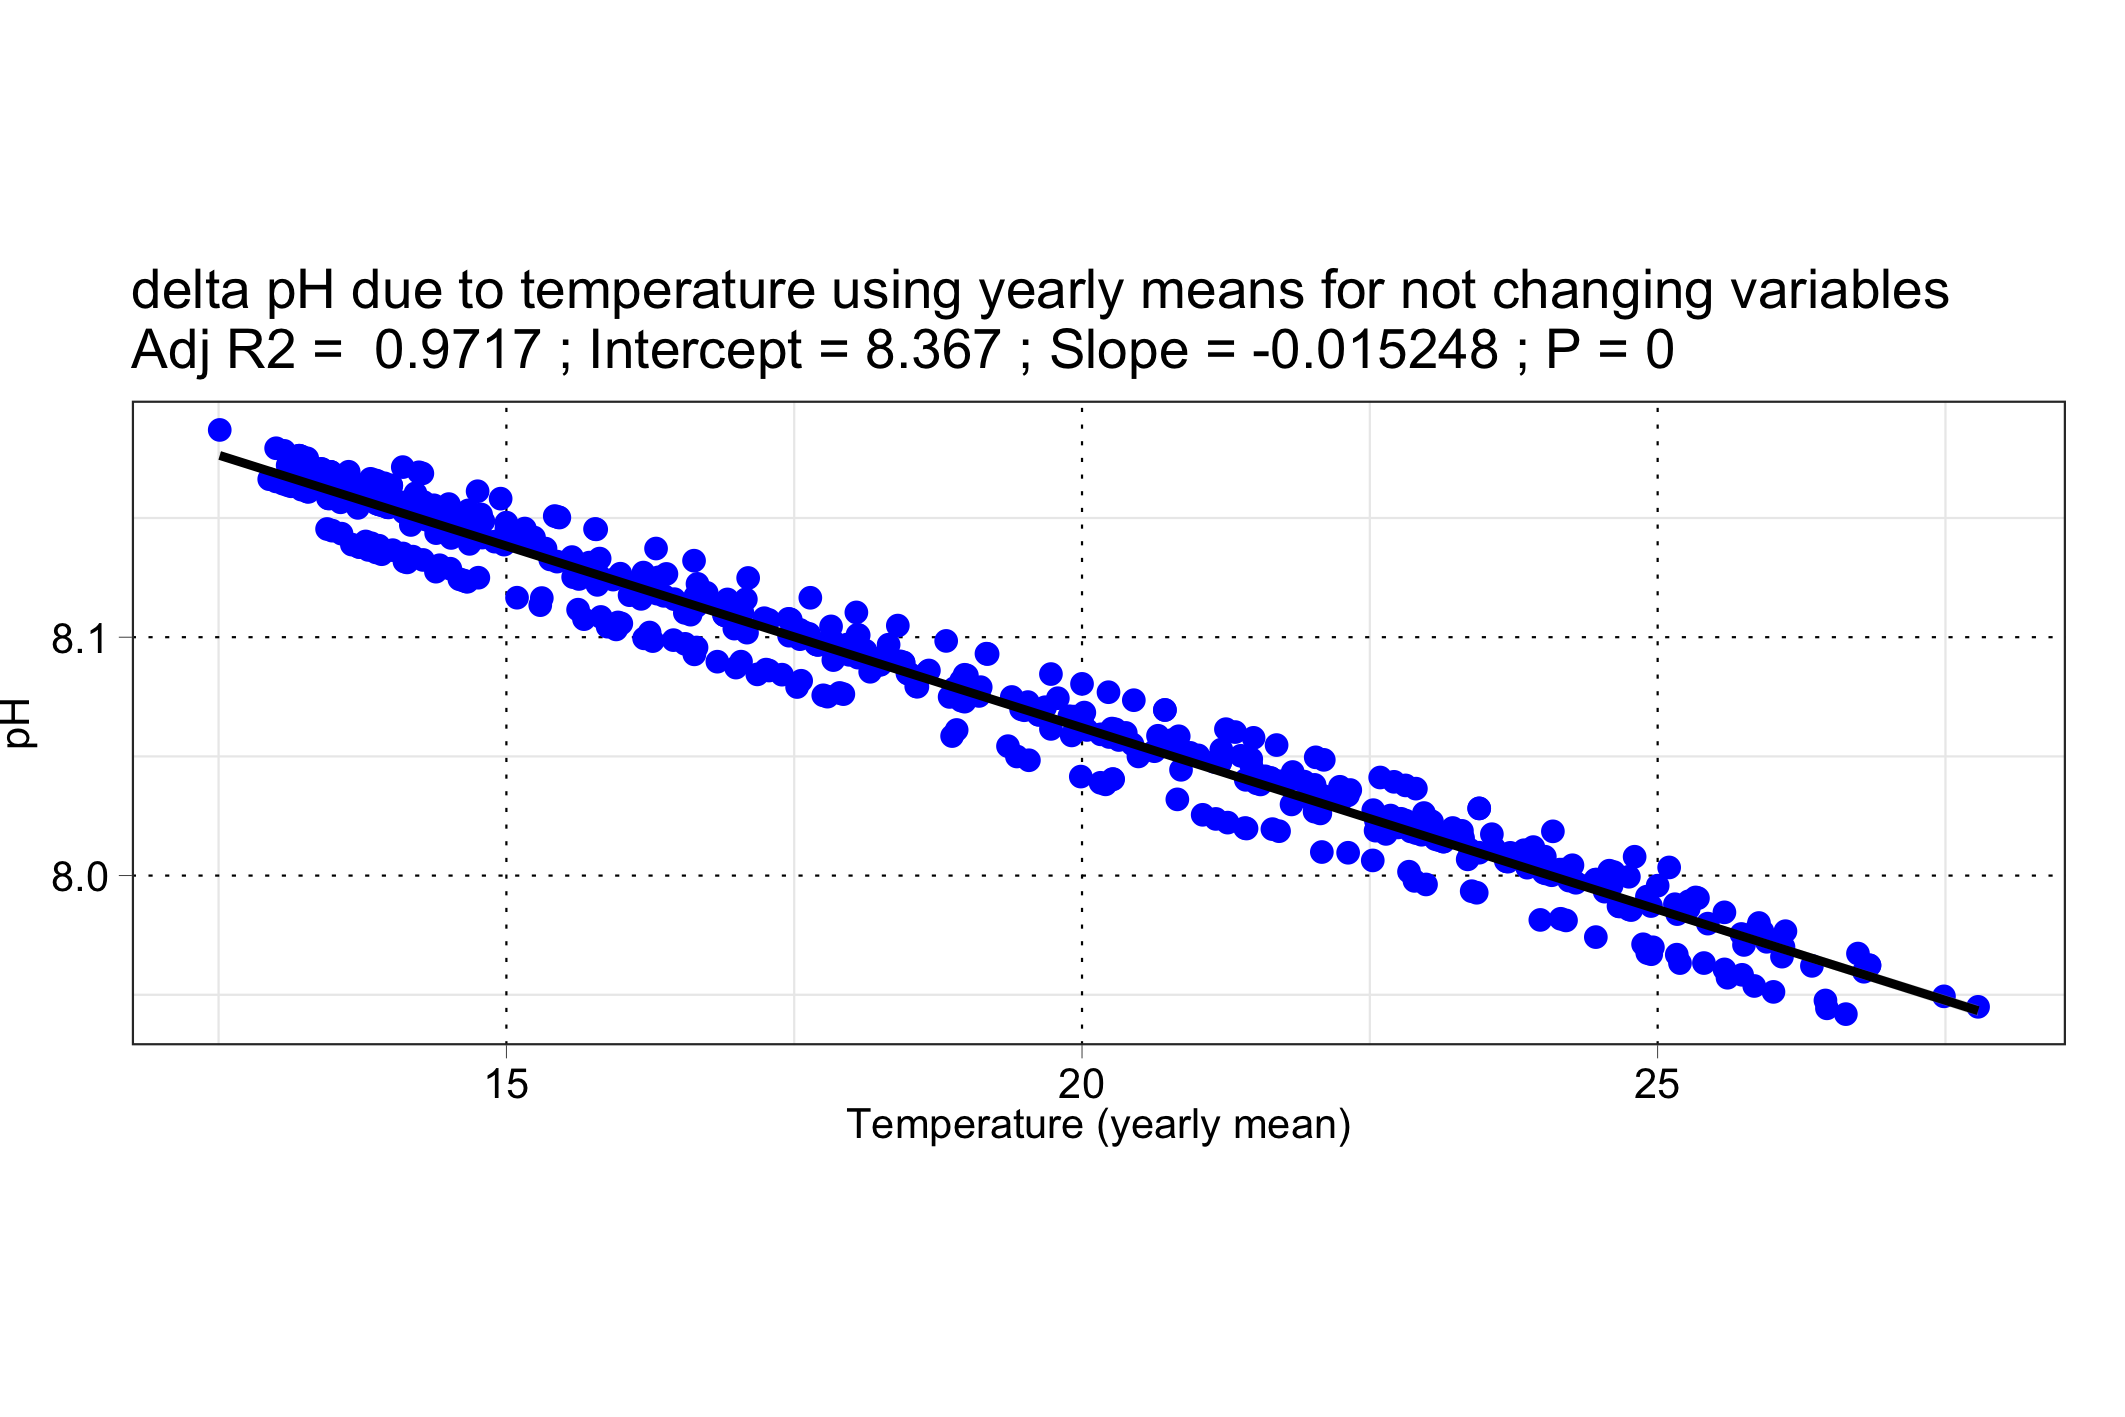 delta pH due to temperature using yearly means for not changing variables
Adj R2 =  0.9717 ; Intercept = 8.367 ; Slope = -0.015248 ; P = 0
8.1
8.0
pH
15
20
25
Temperature (yearly mean)